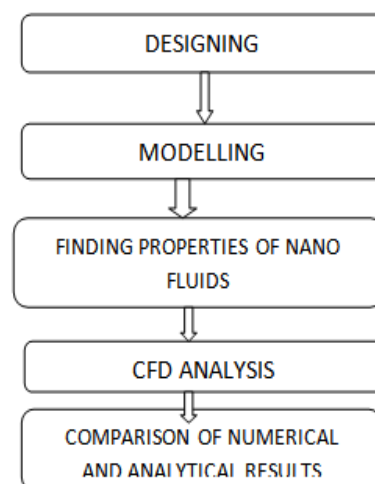 DESIGNING
MODELLING
FINDING PROPERTIES OF NANO
FLUIDS
CFD ANALYSIS
COMPARISON OF NUMERICAL
AND ANALYTICAL RESULTS